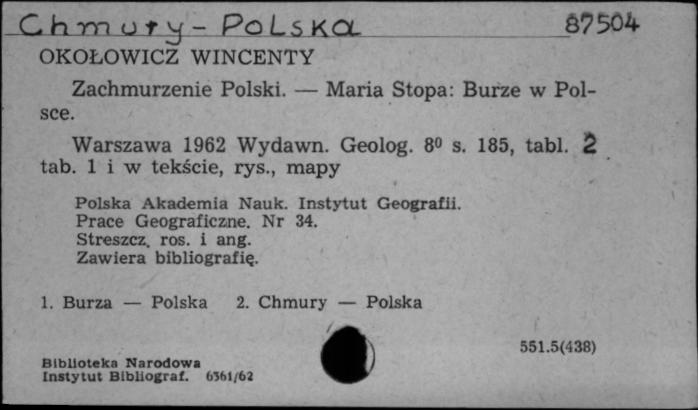 Chmury - Polska 87504
OKOŁOWICZ WINCENTY
Zachmurzenie Polski. — Maria Stopa: Burze w Pol-
sce.
Warszawa 1962 Wydawn. Geolog. 8⁰ s. 185, tabl. 2
tab. 1 i w tekście, rys., mapy
Polska Akademia Nauk. Instytut Geografii.
Prace Geograficzne. Nr 34.
Streszcz. ros. i ang.
Zawiera bibliografię.
1. Burza — Polska 2. Chmury — Polska
551.5(438)
Biblioteka Narodowa
Instytut Bibliograf. 6361/62